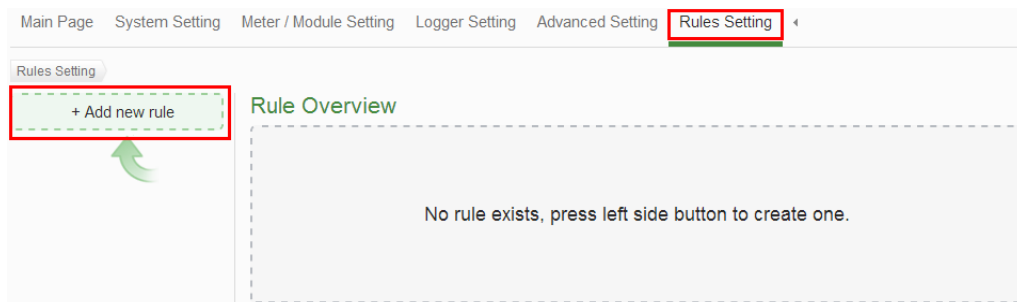 Main Page System Setting Meter / Module Setting Logger Setting Advanced Setting Rules Setting
Rules Setting
+ Add new rule
Rule Overview
No rule exists, press left side button to create one.